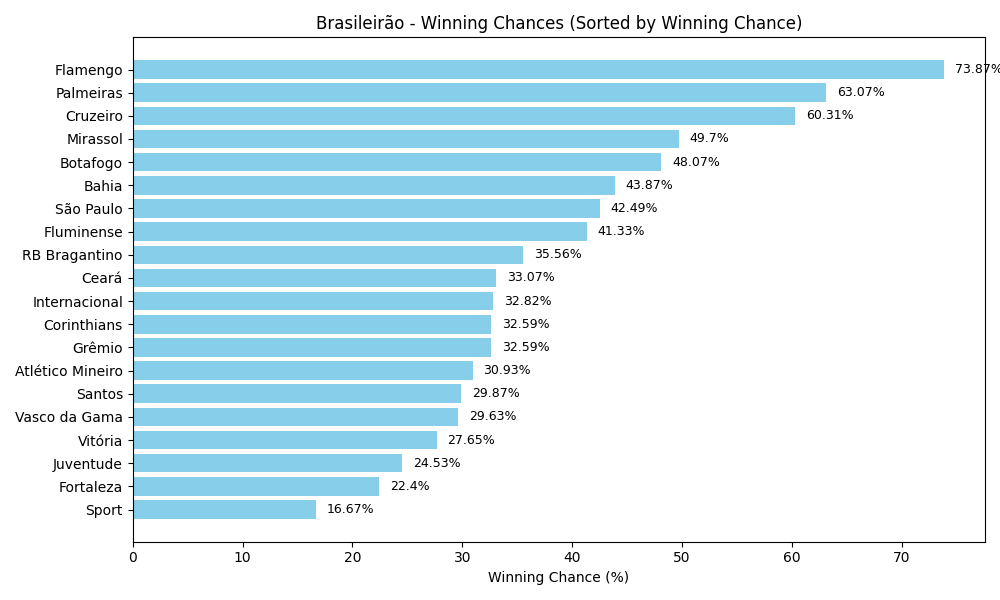 Brasileirão - Winning Chances (Sorted by Winning Chance)
Flamengo 73.87%
Palmeiras 63.07%
Cruzeiro 60.31%
Mirassol 49.7%
Botafogo 48.07%
Bahia 43.87%
São Paulo 42.49%
Fluminense 41.33%
RB Bragantino 35.56%
Ceará 33.07%
Internacional 32.82%
Corinthians 32.59%
Grêmio 32.59%
Atlético Mineiro 30.93%
Santos 29.87%
Vasco da Gama 29.63%
Vitória 27.65%
Juventude 24.53%
Fortaleza 22.4%
Sport 16.67%
0 10 20 30 40 50 60 70
Winning Chance (%)